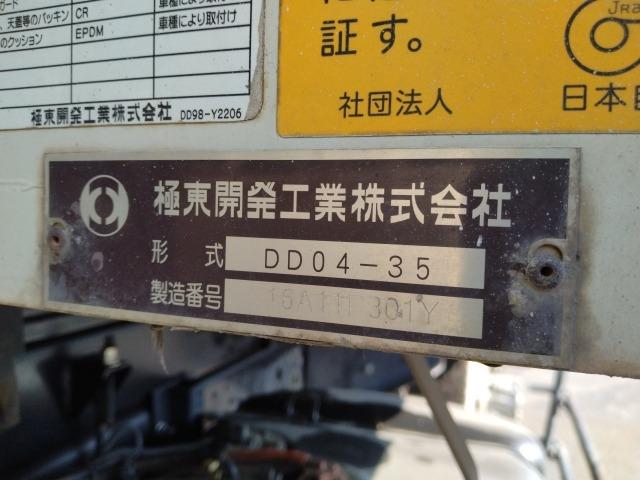 天蓋等のパッキン CR 車種により取付け
のクッション EPDM
極東開発工業株式会社 DD98-Y2206
証す。
社団法人 日本
極東開発工業株式会社
形式 DD04-35
製造番号